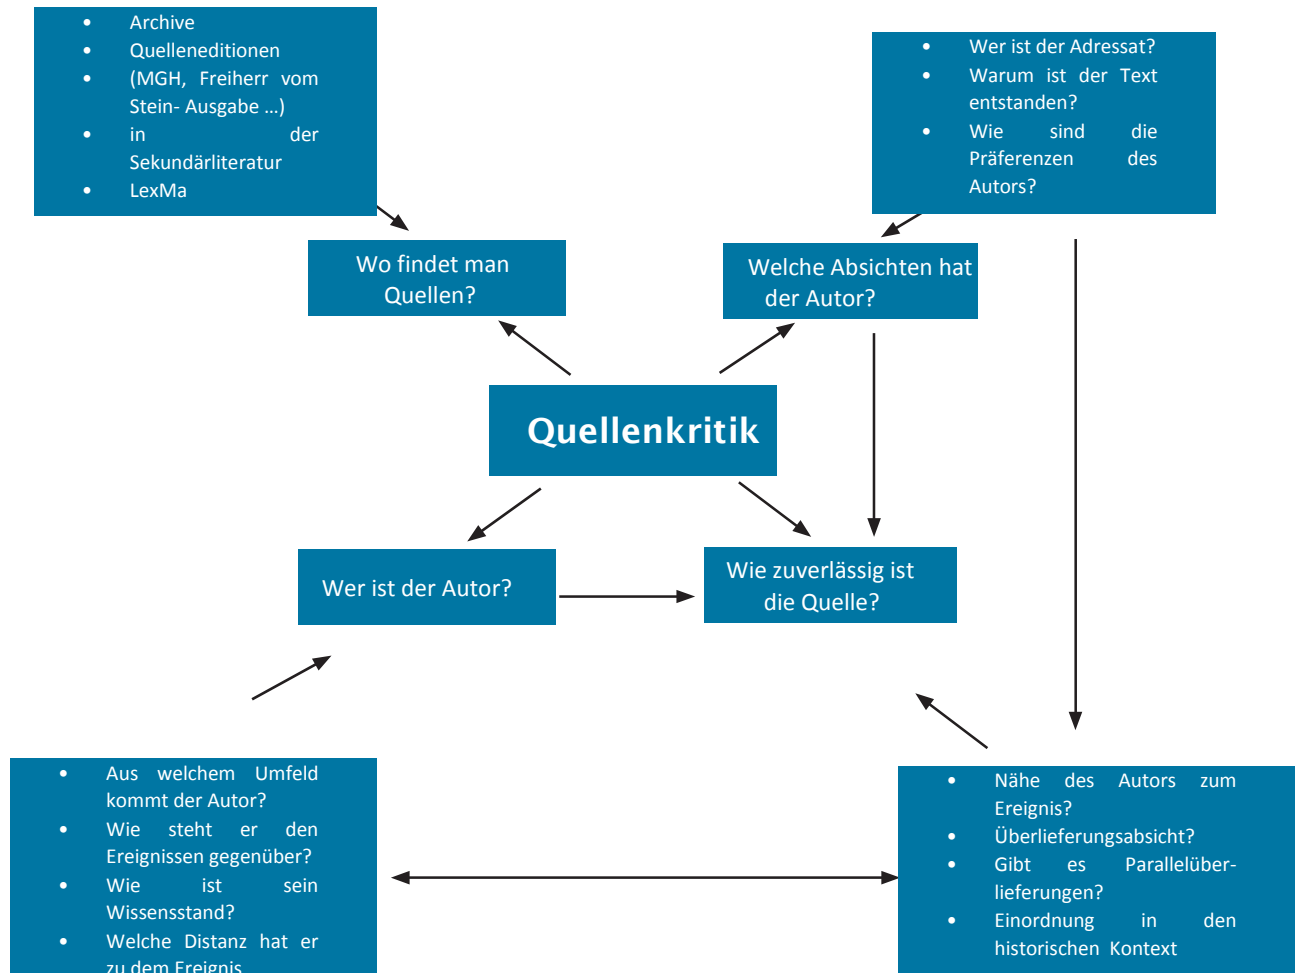 • Archive
• Quelleneditionen
• (MGH, Freiherr vom
Stein- Ausgabe …)
• in der
Sekundärliteratur
• LexMa
• Wer ist der Adressat?
• Warum ist der Text
entstanden?
• Wie sind die
Präferenzen des
Autors?
Wo findet man
Quellen?
Welche Absichten hat
der Autor?
Quellenkritik
Wer ist der Autor?
Wie zuverlässig ist
die Quelle?
• Aus welchem Umfeld
kommt der Autor?
• Wie steht er den
Ereignissen gegenüber?
• Wie ist sein
Wissensstand?
• Welche Distanz hat er
zu dem Ereignis
• Nähe des Autors zum
Ereignis?
• Überlieferungsabsicht?
• Gibt es Parallelüber-
lieferungen?
• Einordnung in den
historischen Kontext